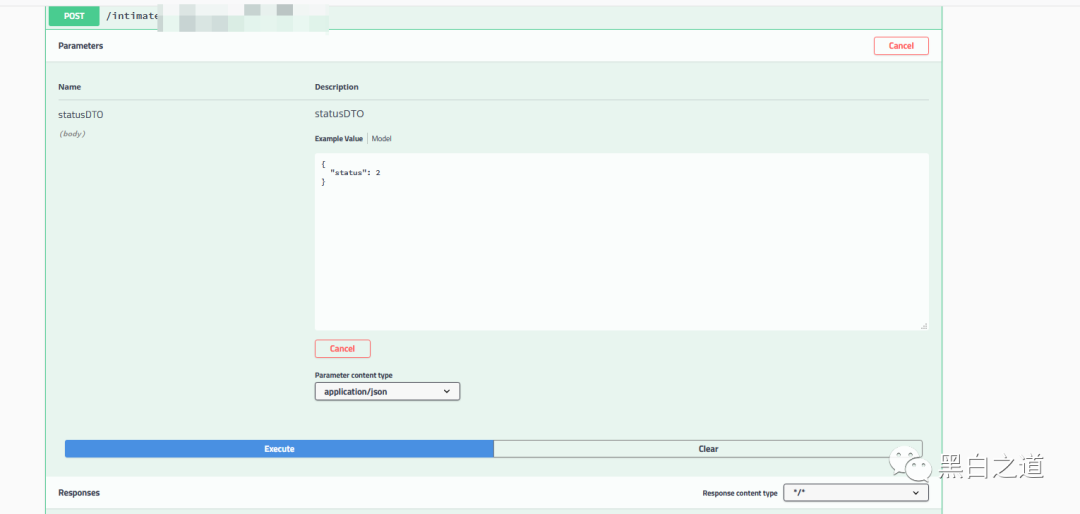 POST /intimate
Parameters Cancel
Name Description
statusDTO statusDTO
(body)
Example Value Model
{
"status": 2
}
Cancel
Parameter content type
application/json
Execute Clear
黑白之道
Responses Response content type */*